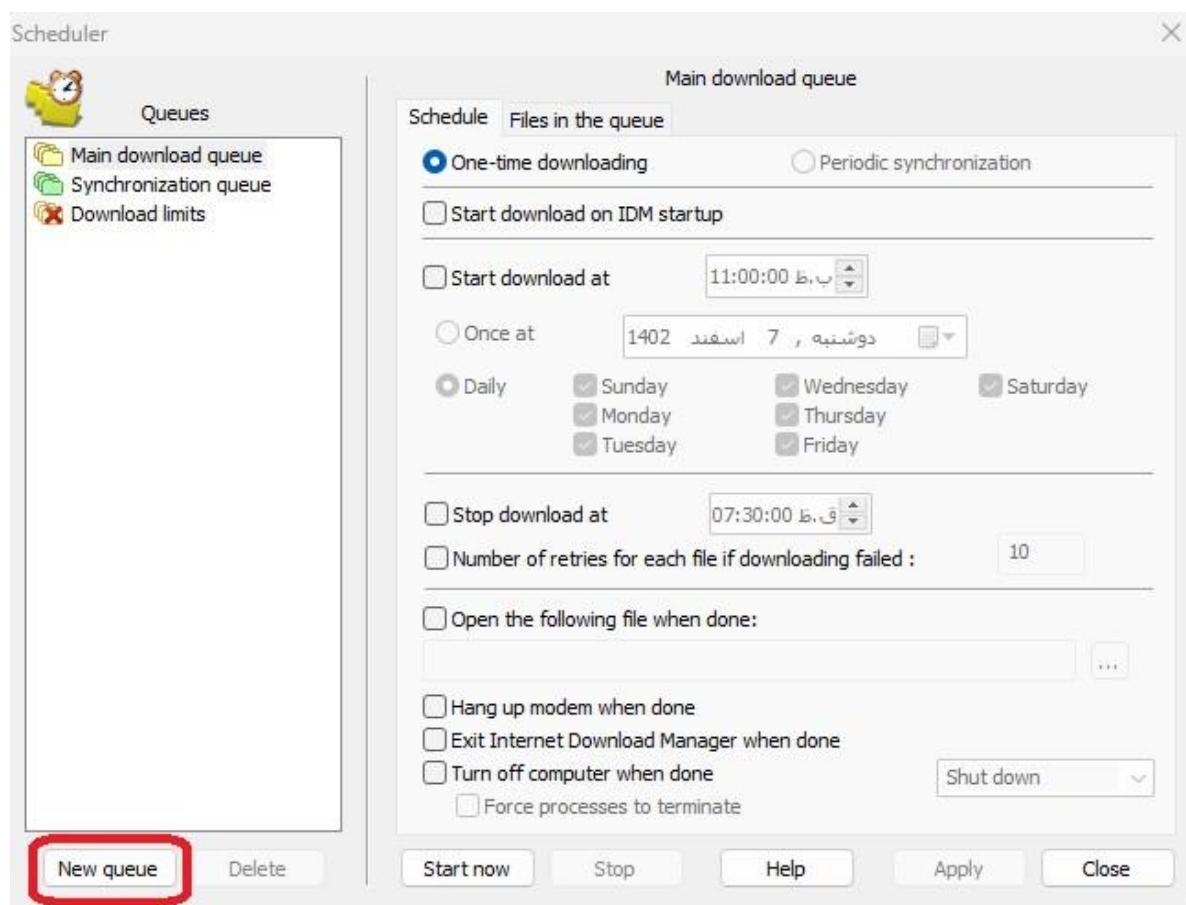 Scheduler
Queues
Main download queue
Synchronization queue
Download limits
New queue
Delete
Main download queue
Schedule
Files in the queue
One-time downloading
Periodic synchronization
Start download on IDM startup
Start download at
11:00:00 ب.ظ
Once at
دوشنبه , 7 اسفند 1402
Daily
Sunday
Wednesday
Saturday
Monday
Thursday
Tuesday
Friday
Stop download at
07:30:00 ق.ظ
Number of retries for each file if downloading failed :
10
Open the following file when done:
...
Hang up modem when done
Exit Internet Download Manager when done
Turn off computer when done
Shut down
Force processes to terminate
Start now
Stop
Help
Apply
Close